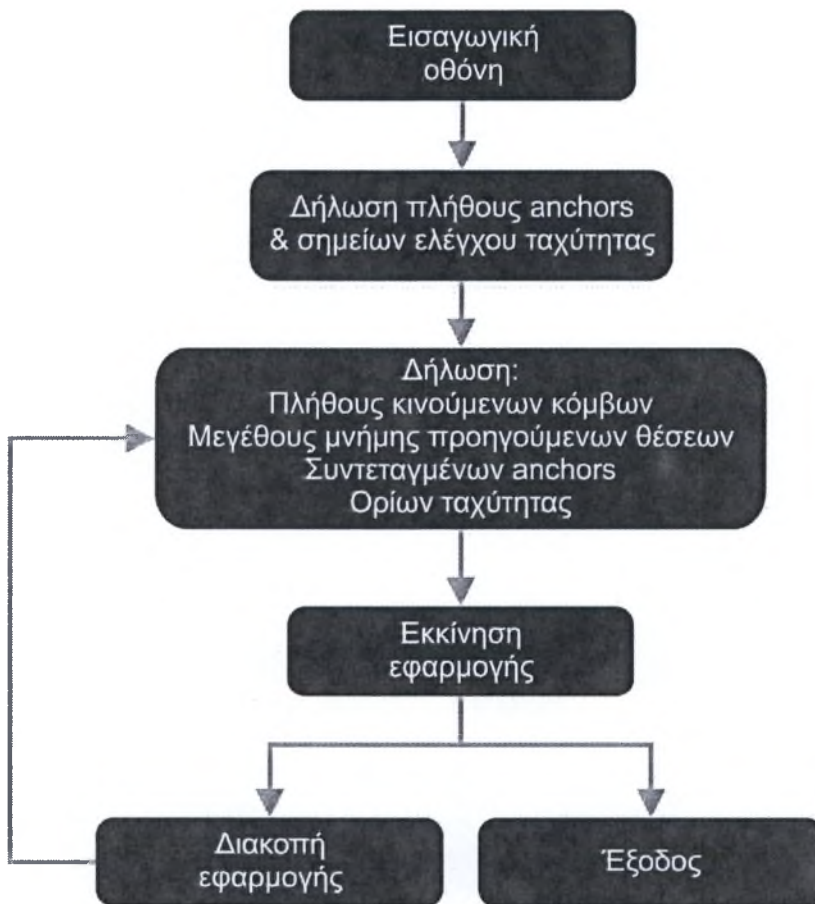 Εισαγωγική
οθόνη
Δήλωση πλήθους anchors
& σημείων ελέγχου ταχύτητας
Δήλωση:
Πλήθους κινούμενων κόμβων
Μεγέθους μνήμης προηγούμενων θέσεων
Συντεταγμένων anchors
Ορίων ταχύτητας
Εκκίνηση
εφαρμογής
Διακοπή
εφαρμογής
Έξοδος